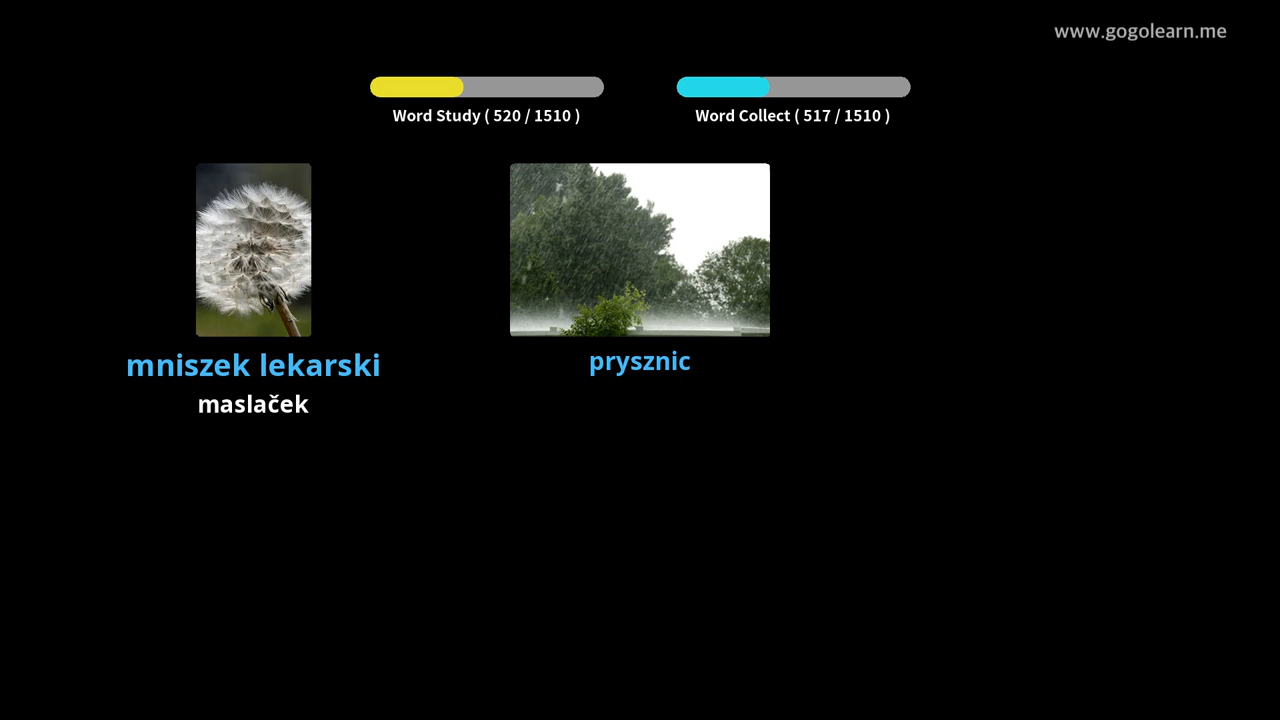 www.gogolearn.me
Word Study ( 520 / 1510 )
Word Collect ( 517 / 1510 )
mniszek lekarski
maslaček
prysznic